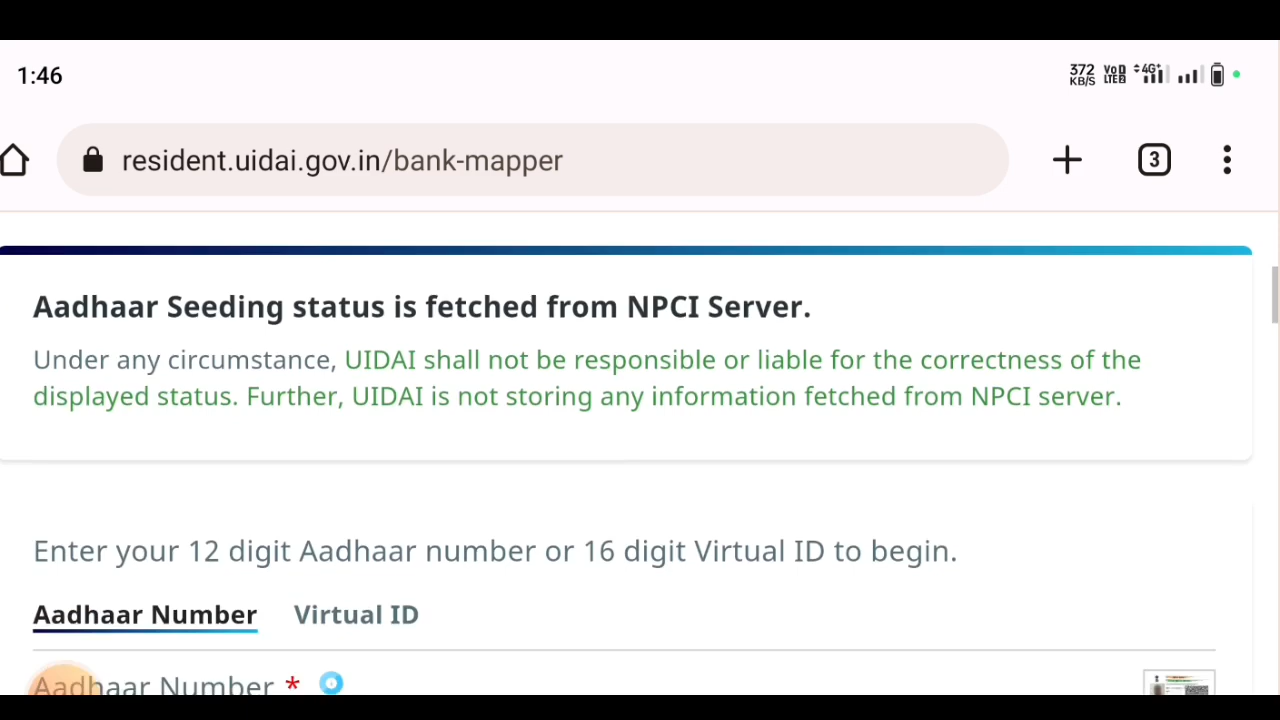 1:46
372 KB/S VoD LTE2 4G+
resident.uidai.gov.in/bank-mapper
3
Aadhaar Seeding status is fetched from NPCI Server.
Under any circumstance, UIDAI shall not be responsible or liable for the correctness of the
displayed status. Further, UIDAI is not storing any information fetched from NPCI server.
Enter your 12 digit Aadhaar number or 16 digit Virtual ID to begin.
Aadhaar Number Virtual ID
Aadhaar Number *